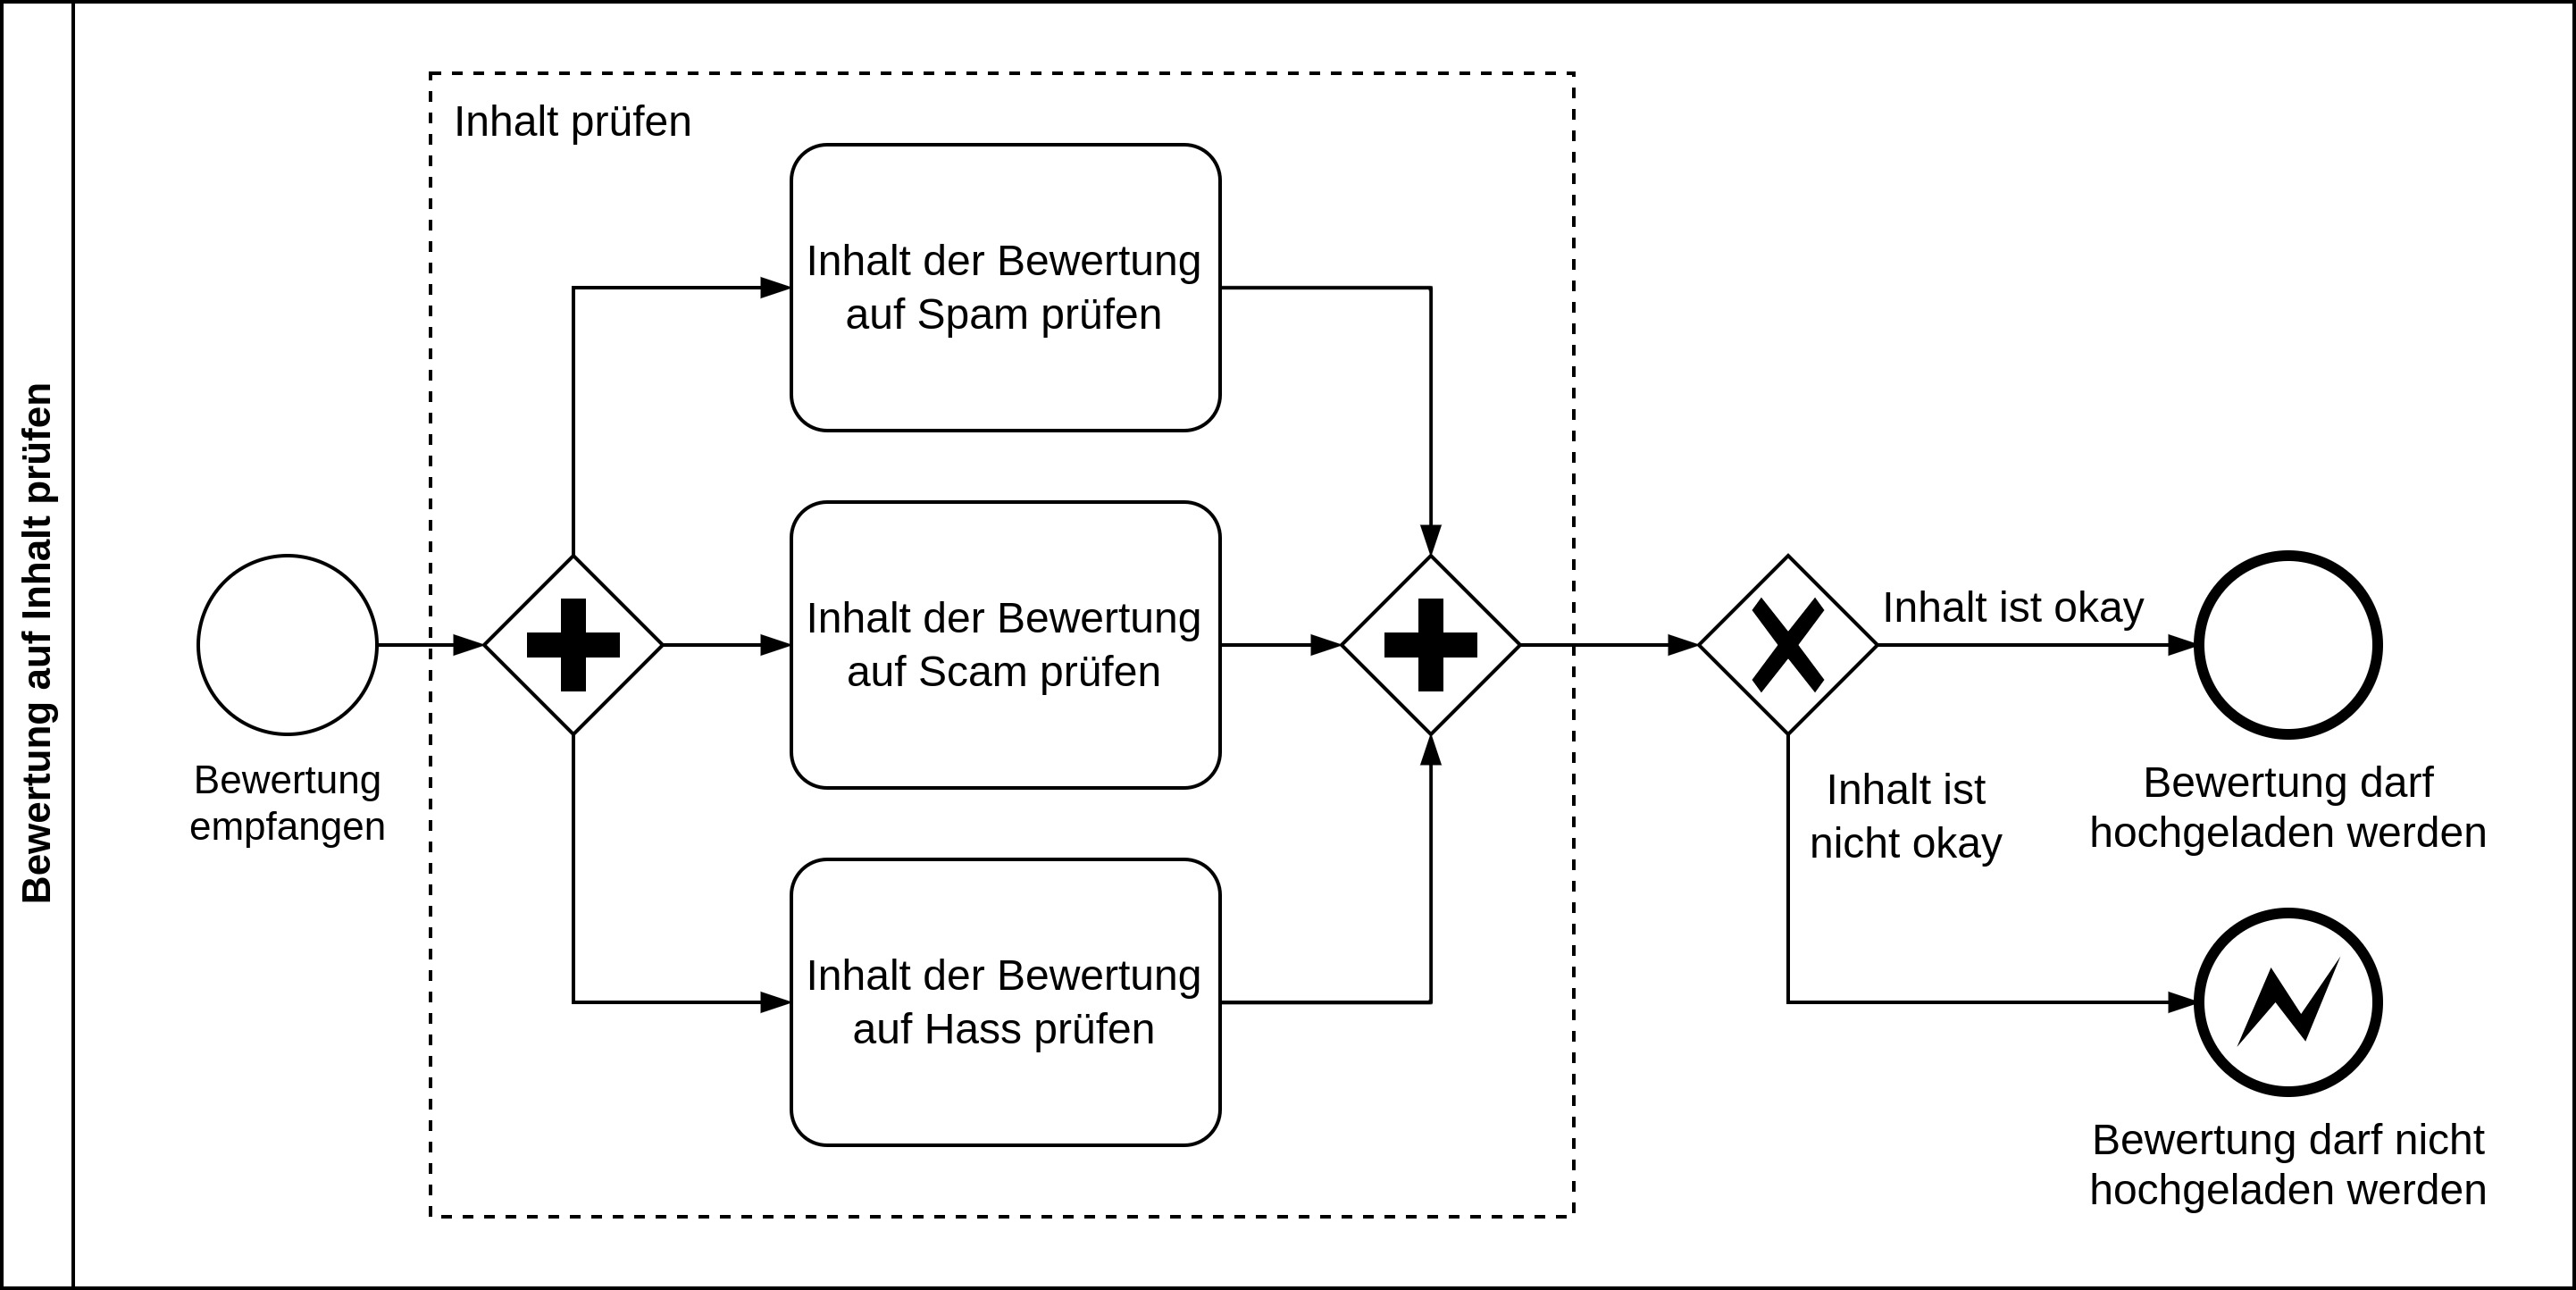 Bewertung auf Inhalt prüfen
Inhalt prüfen
Inhalt der Bewertung
auf Spam prüfen
Inhalt der Bewertung
auf Scam prüfen
Inhalt der Bewertung
auf Hass prüfen
Bewertung
empfangen
Inhalt ist okay
Inhalt ist
nicht okay
Bewertung darf
hochgeladen werden
Bewertung darf nicht
hochgeladen werden